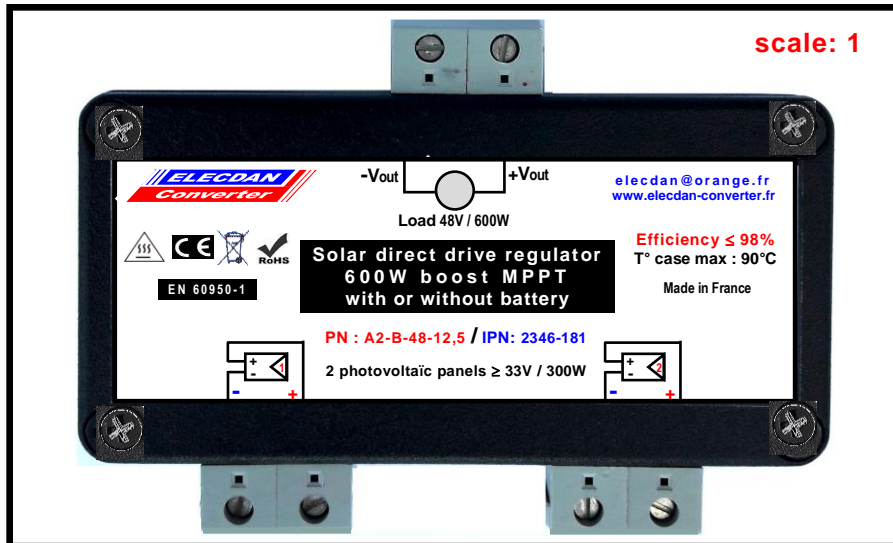 scale: 1
ELECDAN
Converter
-Vout
+Vout
Load 48V / 600W
elecdan@orange.fr
www.elecdan-converter.fr
CE
RoHS
EN 60950-1
Solar direct drive regulator
600W boost MPPT
with or without battery
Efficiency ≤ 98%
T° case max : 90°C
Made in France
PN : A2-B-48-12,5 / IPN: 2346-181
2 photovoltaïc panels ≥ 33V / 300W
+
-
1
-
+
+
-
2
-
+